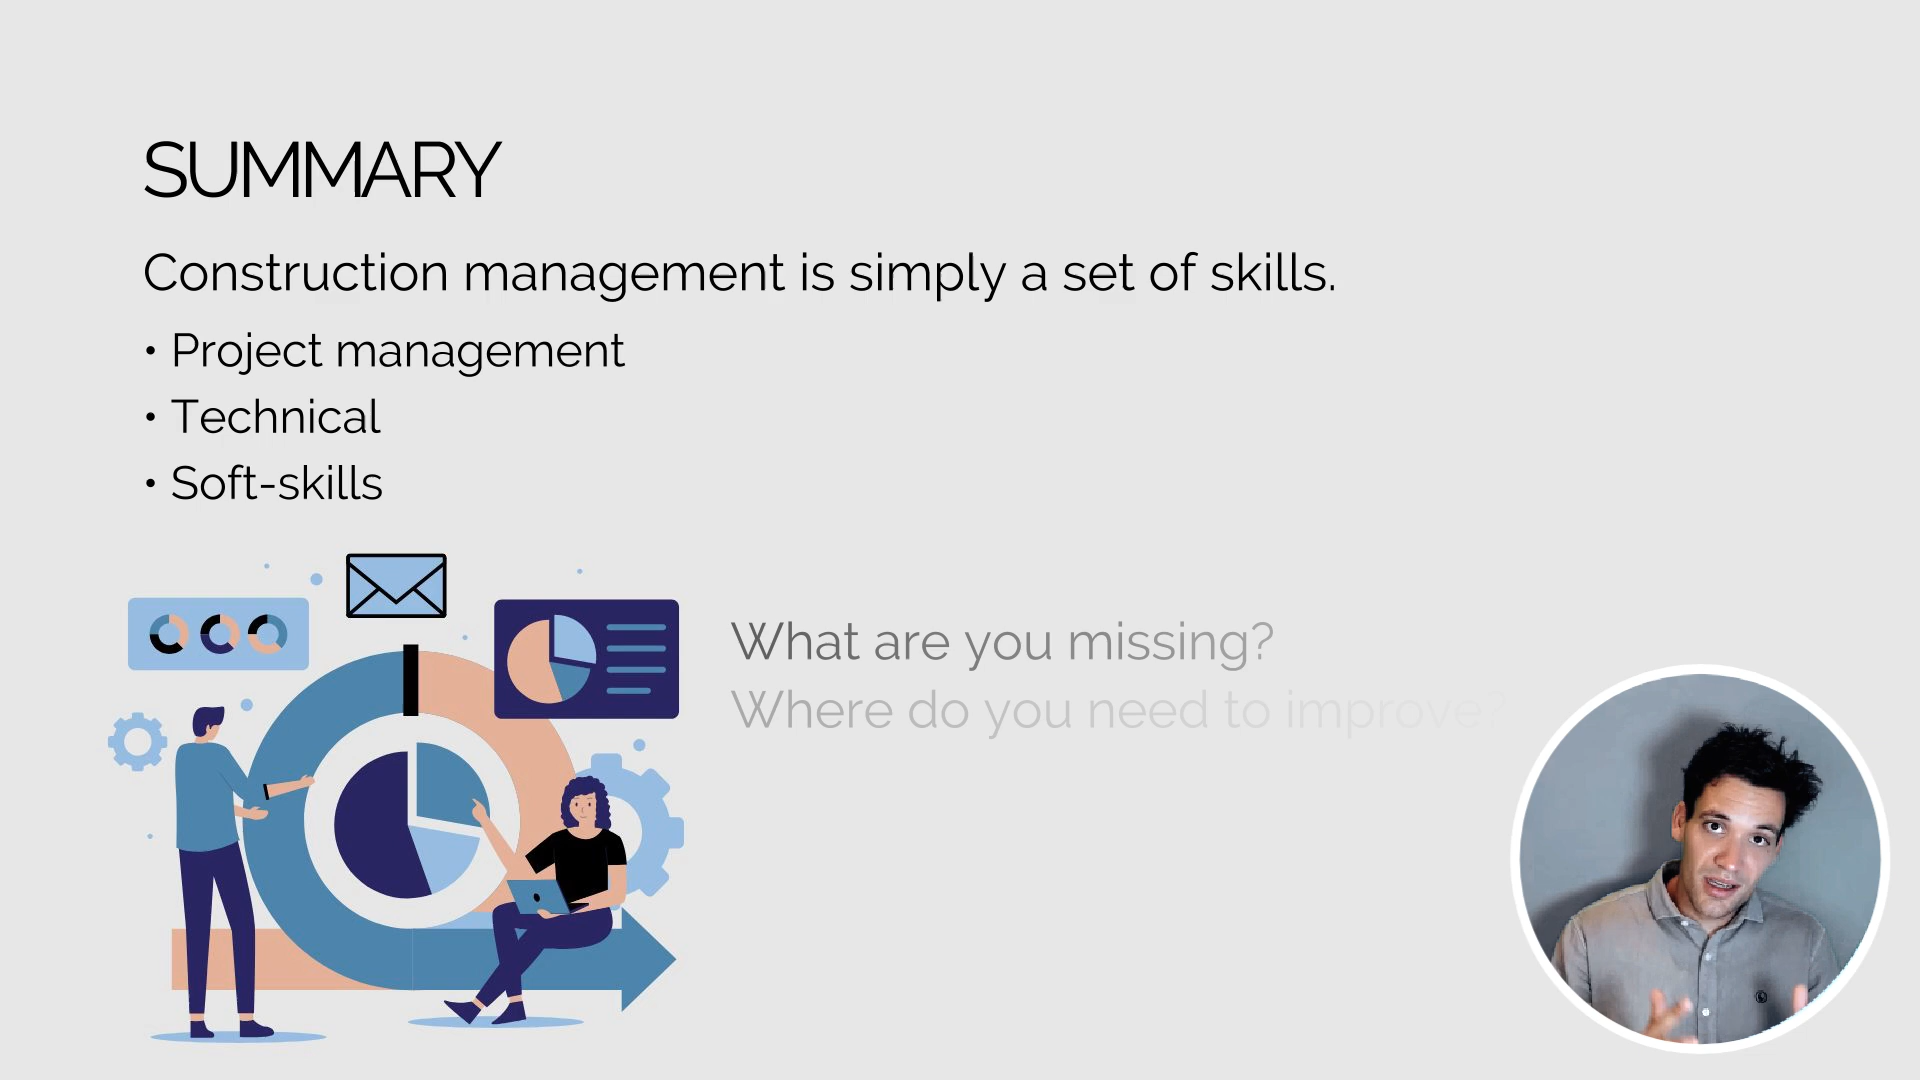 SUMMARY
Construction management is simply a set of skills.
• Project management
• Technical
• Soft-skills
What are you missing?
Where do you need to improve?